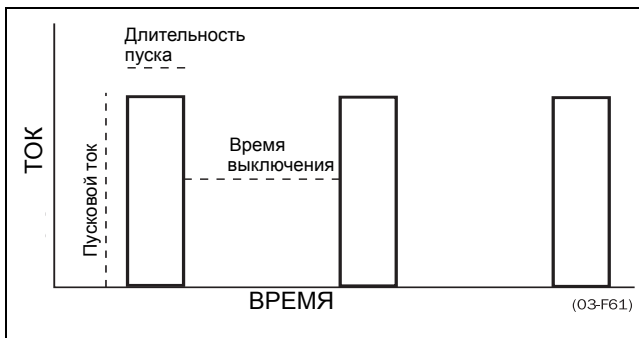 Длительность
пуска
Время
выключения
Пусковой ток
ТОК
ВРЕМЯ
(03-F61)